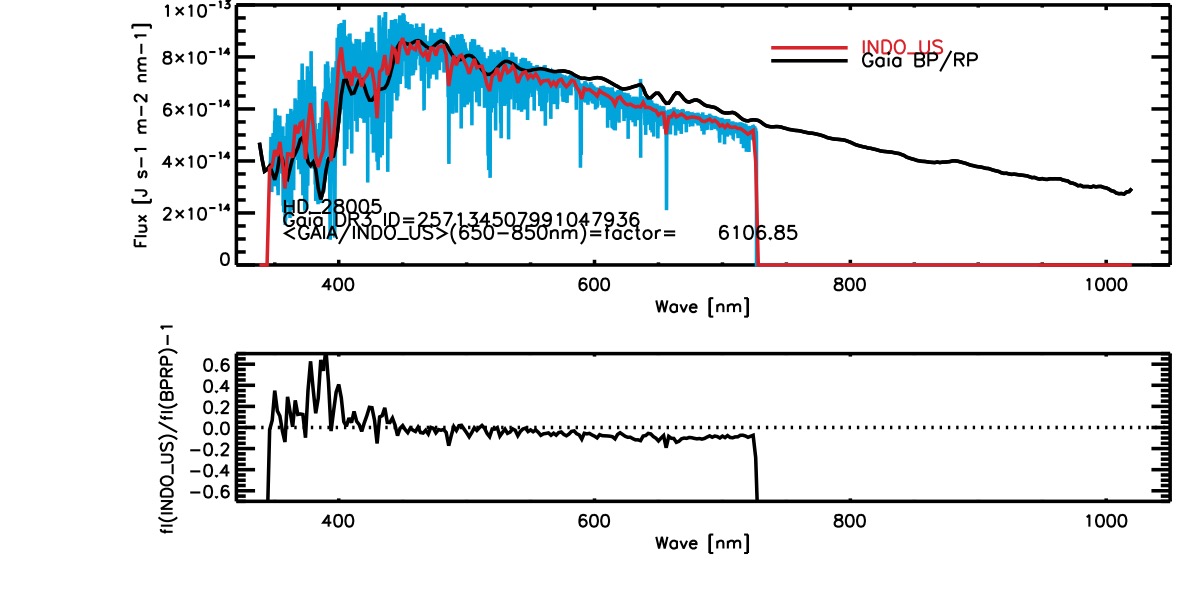 1×10−13
8×10−14
6×10−14
4×10−14
2×10−14
0
Flux [J s−1 m−2 nm−1]
INDO_US
Gaia BP/RP
HD_28005
Gaia DR3 ID=257134507991047936
<GAIA/INDO_US>(650−850nm)=factor= 6106.85
400 600 800 1000
Wave [nm]
fl(INDO_US)/fl(BPRP)−1
0.6
0.4
0.2
0.0
−0.2
−0.4
−0.6
400 600 800 1000
Wave [nm]